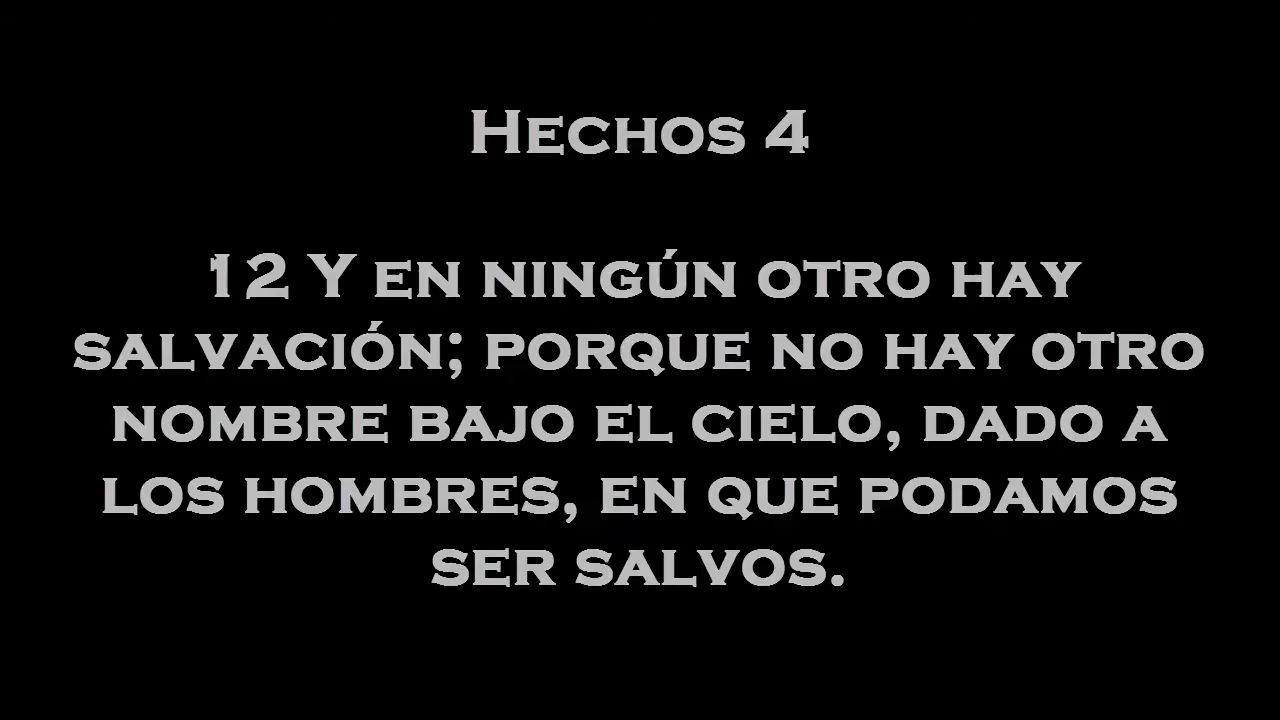 Hechos 4
12 Y en ningún otro hay
salvación; porque no hay otro
nombre bajo el cielo, dado a
los hombres, en que podamos
ser salvos.